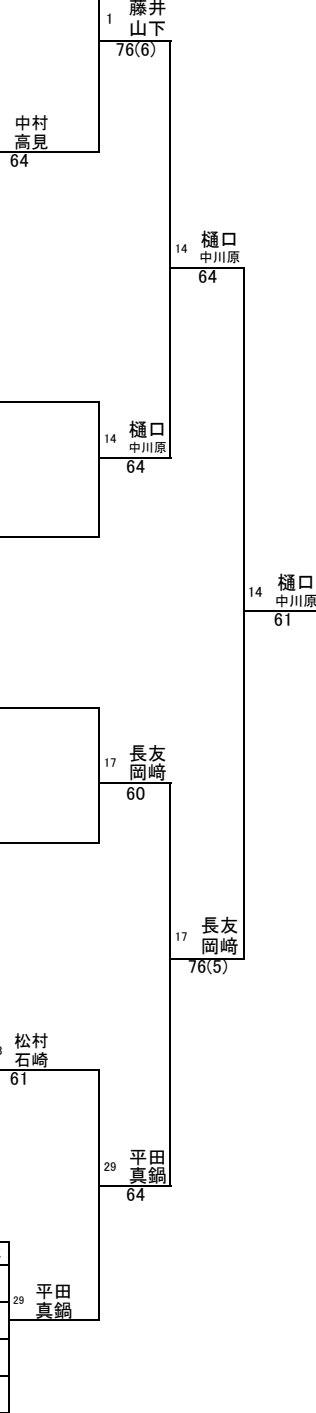 1 藤井
山下
76(6)
中村
高見
64
14 樋口
中川原
64
14 樋口
中川原
64
14 樋口
中川原
61
17 長友
岡﨑
60
17 長友
岡﨑
76(5)
松村
石崎
61
29 平田
真鍋
64
29 平田
真鍋